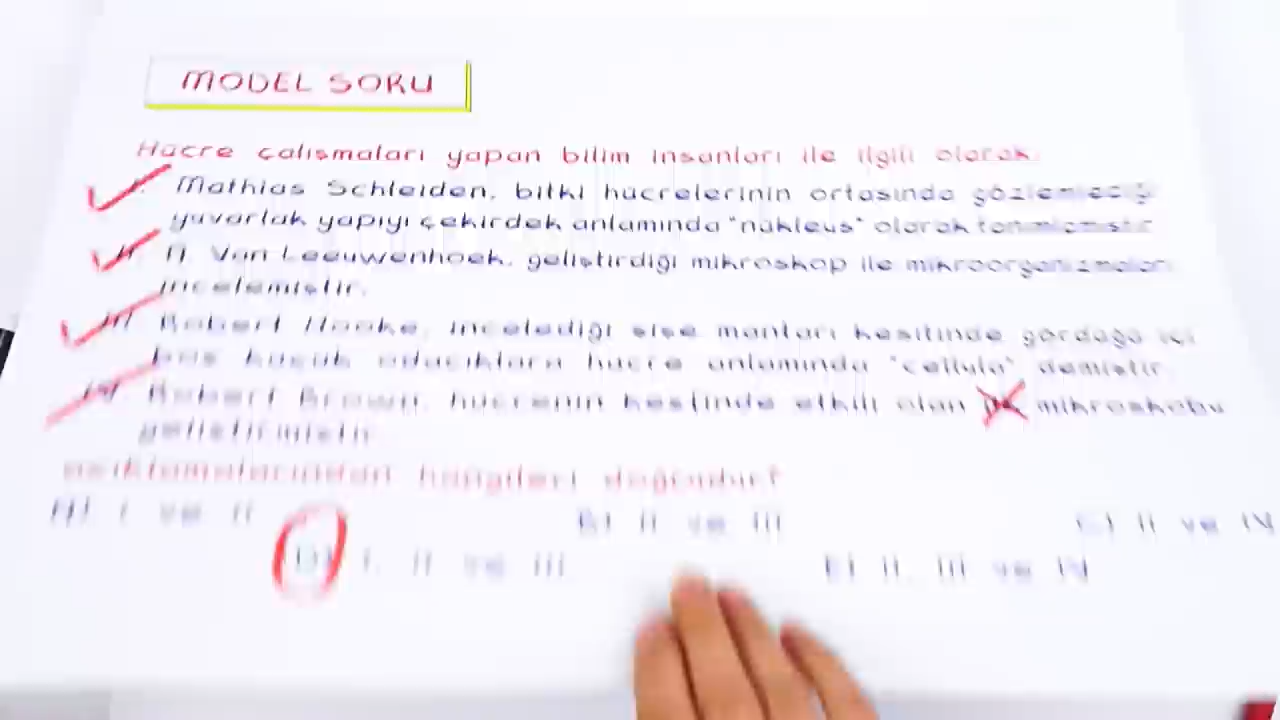 MODEL SORU
Hücre çalışmaları yapan bilim insanları ile ilgili olarak,
I. Mathias Schleiden, bitki hücrelerinin ortasında gözlemlediği
yuvarlak yapıyı çekirdek anlamında "nükleus" olarak tanımlamıştır.
II. A. Van Leeuwenhoek, geliştirdiği mikroskop ile mikroorganizmaları
incelemiştir.
III. Robert Hooke, incelediği şişe mantarı kesitinde gördüğü içi
boş küçük odacıklara hücre anlamında "cellula" demiştir.
IV. Robert Brown, hücrenin keşfinde etkili olan mikroskobu
geliştirmiştir.
açıklamalarından hangileri doğrudur?
A) I ve II
B) II ve III
C) II ve IV
D) I, II ve III
E) II, III ve IV